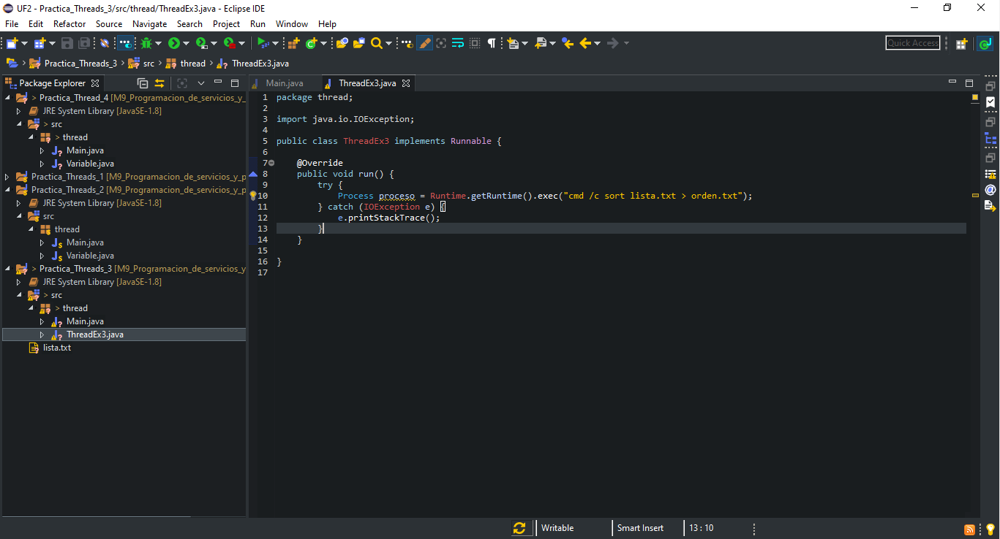 UF2 - Practica_Threads_3/src/thread/ThreadEx3.java - Eclipse IDE
File Edit Refactor Source Navigate Search Project Run Window Help
Quick Access
Practica_Threads_3 src thread ThreadEx3.java
Package Explorer
> Practica_Thread_4 [M9_Programacion_de_servicios_y_
JRE System Library [JavaSE-1.8]
> src
> thread
Main.java
Variable.java
Practica_Threads_1 [M9_Programacion_de_servicios_y_p
Practica_Threads_2 [M9_Programacion_de_servicios_y_p
JRE System Library [JavaSE-1.8]
src
thread
Main.java
Variable.java
> Practica_Threads_3 [M9_Programacion_de_servicios_y
JRE System Library [JavaSE-1.8]
> src
> thread
Main.java
ThreadEx3.java
lista.txt
Main.java ThreadEx3.java
1 package thread;
2
3 import java.io.IOException;
4
5 public class ThreadEx3 implements Runnable {
6
7 @Override
8 public void run() {
9 try {
10 Process proceso = Runtime.getRuntime().exec("cmd /c sort lista.txt > orden.txt");
11 } catch (IOException e) {
12 e.printStackTrace();
13 }
14 }
15
16 }
17
Writable Smart Insert 13 : 10